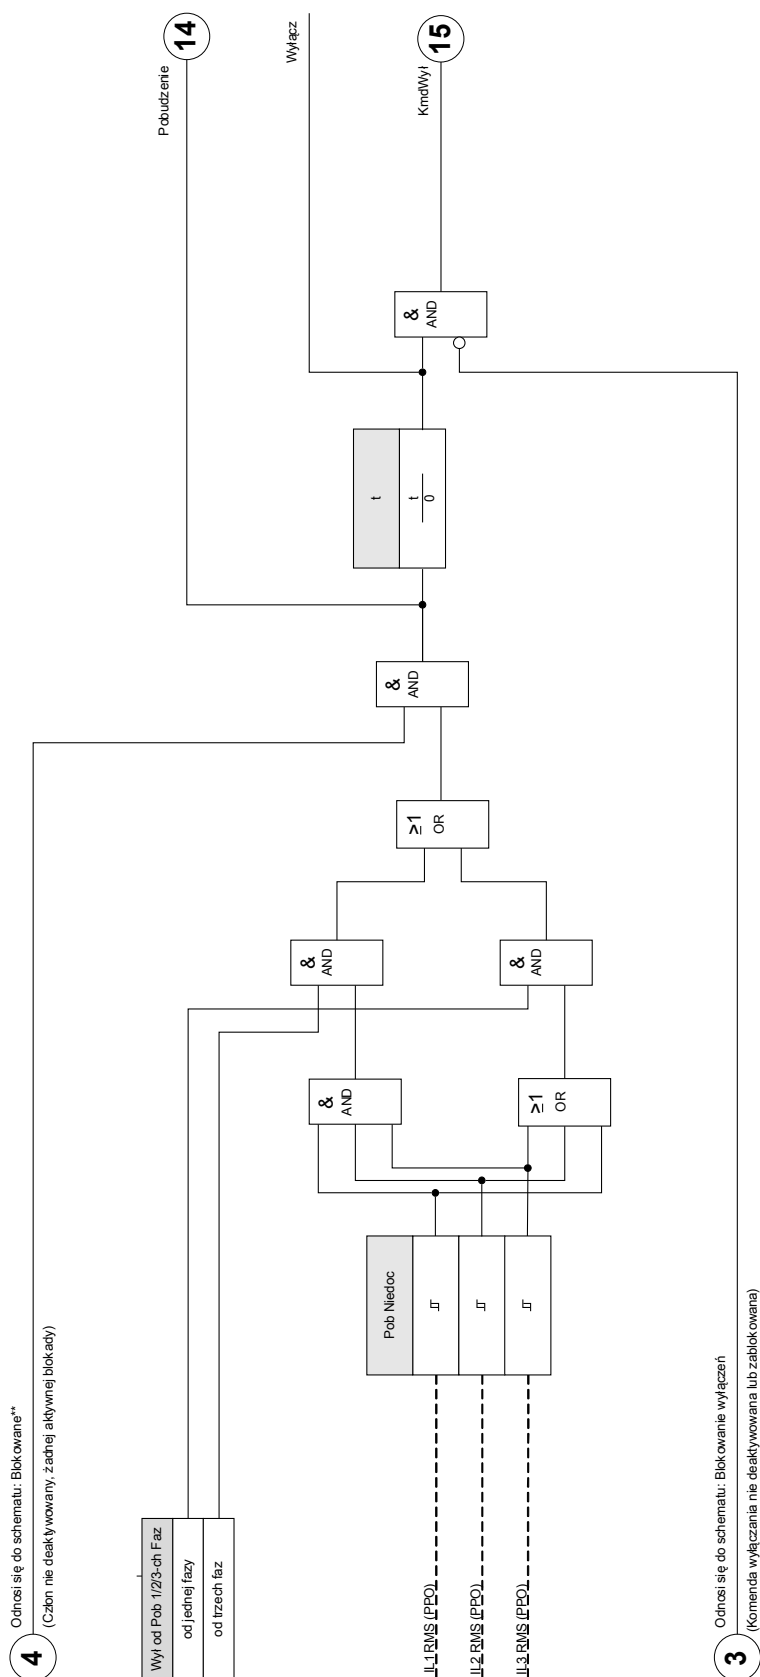 4
Odnosi się do schematu: Blokowane**
(Człon nie deaktywowany, żadnej aktywnej blokady)
Wył od Pob 1/2/3-ch Faz
od jednej fazy
od trzech faz
IL1 RMS (PPO)
IL2 RMS (PPO)
IL3 RMS (PPO)
Pob Niedoc
&
AND
≥1
OR
&
AND
&
AND
≥1
OR
&
AND
t
t
0
&
AND
Pobudzenie
14
Wyłącz
KmdWył
15
3
Odnosi się do schematu: Blokowanie wyłączeń
(Komenda wyłączania nie deaktywowana lub zablokowana)